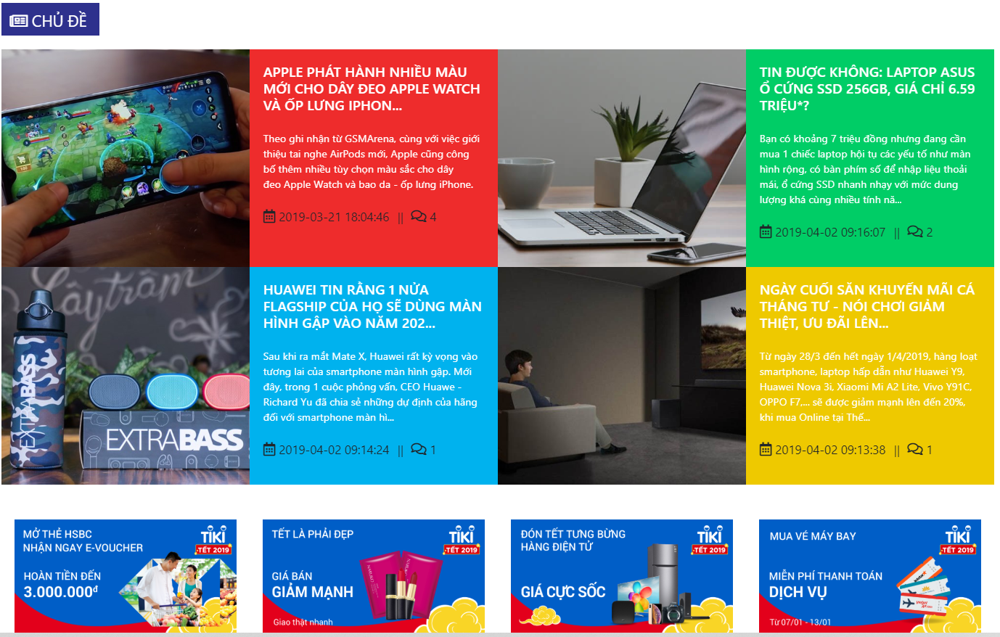 CHỦ ĐỀ
APPLE PHÁT HÀNH NHIỀU MÀU
MỚI CHO DÂY ĐEO APPLE WATCH
VÀ ỐP LƯNG IPHON...
Theo ghi nhận từ GSMArena, cùng với việc giới
thiệu tai nghe AirPods mới, Apple cũng công
bố thêm nhiều tùy chọn màu sắc cho dây
đeo Apple Watch và bao da - ốp lưng iPhone.
2019-03-21 18:04:46 || 4
TIN ĐƯỢC KHÔNG: LAPTOP ASUS
Ổ CỨNG SSD 256GB, GIÁ CHỈ 6.59
TRIỆU*?
Bạn có khoảng 7 triệu đồng nhưng đang cần
mua 1 chiếc laptop hội tụ các yếu tố như màn
hình rộng, có bàn phím số để nhập liệu thoải
mái, ổ cứng SSD nhanh nhạy với mức dung
lượng khá cùng nhiều tính nă...
2019-04-02 09:16:07 || 2
Lấy trăm
EXTRABASS
EXTRABASS
HUAWEI TIN RẰNG 1 NỬA
FLAGSHIP CỦA HỌ SẼ DÙNG MÀN
HÌNH GẬP VÀO NĂM 202...
Sau khi ra mắt Mate X, Huawei rất kỳ vọng vào
tương lai của smartphone màn hình gập. Mới
đây, trong 1 cuộc phỏng vấn, CEO Huawe -
Richard Yu đã chia sẻ những dự định của hãng
đối với smartphone màn hì...
2019-04-02 09:14:24 || 1
NGÀY CUỐI SĂN KHUYẾN MÃI CÁ
THÁNG TƯ - NÓI CHƠI GIẢM
THIỆT, ƯU ĐÃI LÊN...
Từ ngày 28/3 đến hết ngày 1/4/2019, hàng loạt
smartphone, laptop hấp dẫn như Huawei Y9,
Huawei Nova 3i, Xiaomi Mi A2 Lite, Vivo Y91C,
OPPO F7,... sẽ được giảm mạnh lên đến 20%,
khi mua Online tại Thế...
2019-04-02 09:13:38 || 1
MỞ THẺ HSBC
NHẬN NGAY E-VOUCHER
HOÀN TIỀN ĐẾN
3.000.000đ
TIKI
TẾT 2019
TẾT LÀ PHẢI ĐẸP
GIÁ BÁN
GIẢM MẠNH
Giao thật nhanh
TIKI
TẾT 2019
ĐÓN TẾT TƯNG BỪNG
HÀNG ĐIỆN TỬ
GIÁ CỰC SỐC
TIKI
TẾT 2019
MUA VÉ MÁY BAY
MIỄN PHÍ THANH TOÁN
DỊCH VỤ
Từ 07/01 - 13/01
TIKI
TẾT 2019